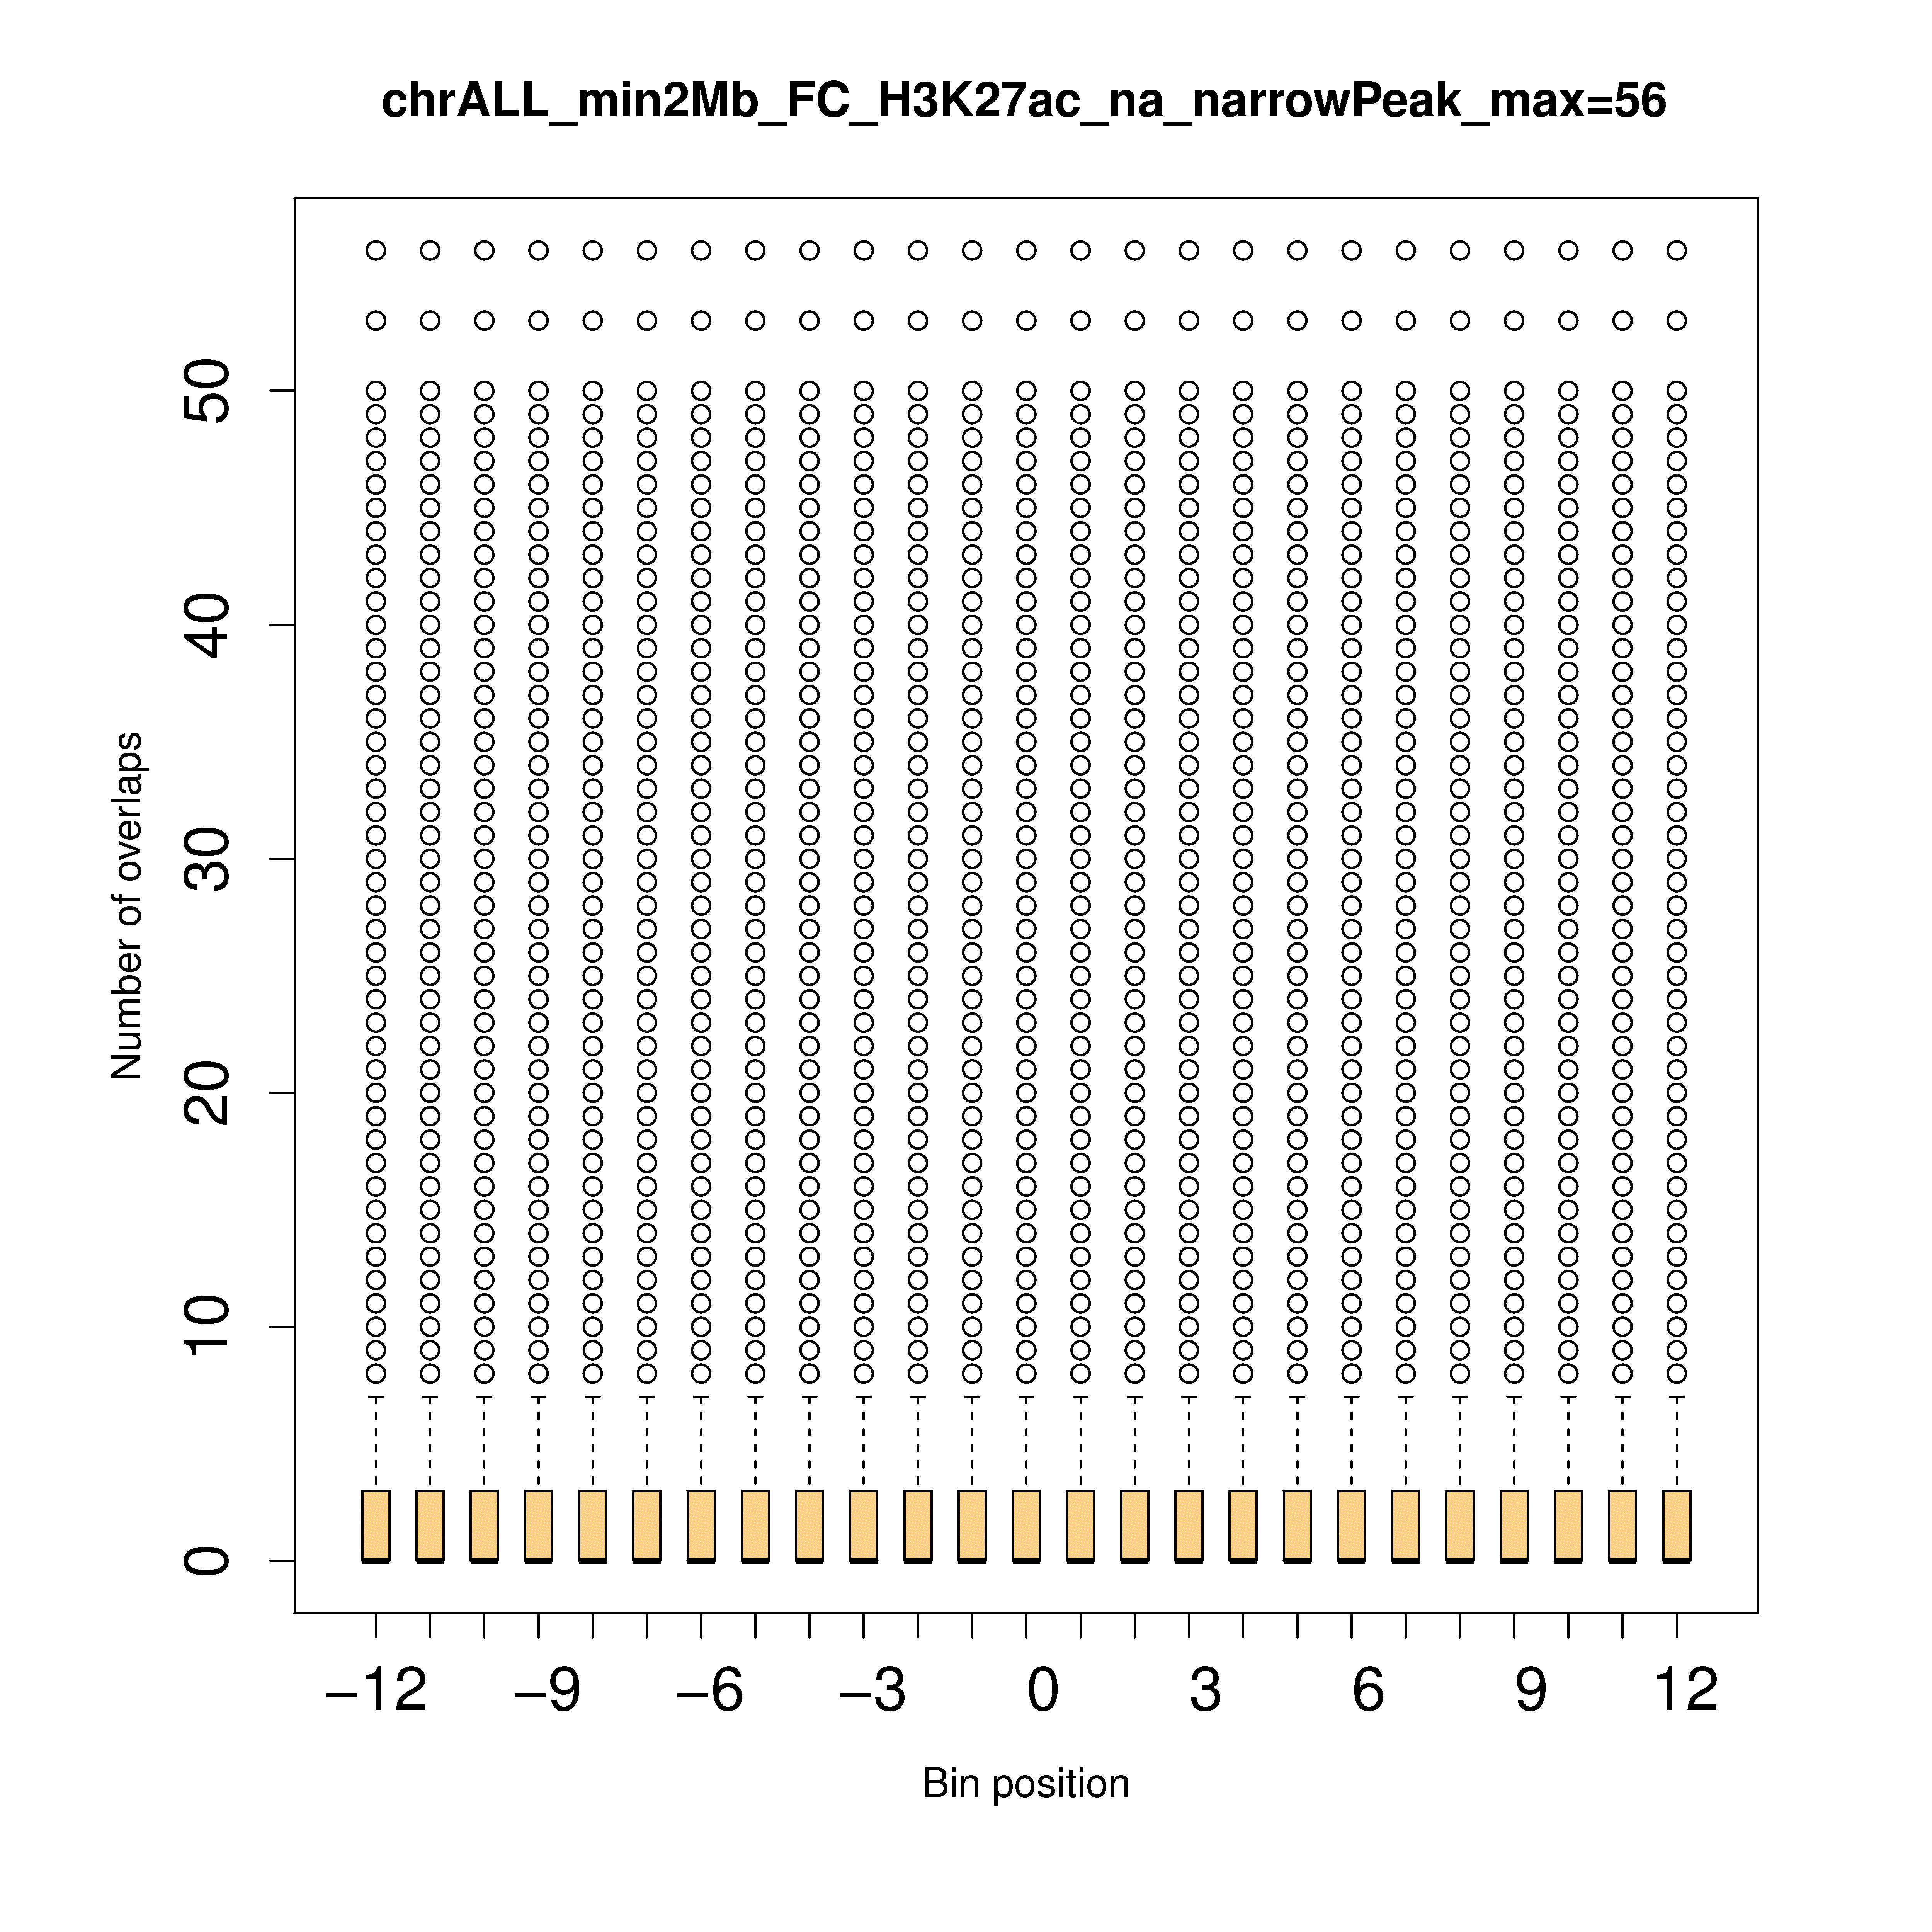 chrALL_min2Mb_FC_H3K27ac_na_narrowPeak_max=56
Number of overlaps
50
40
30
20
10
0
−12 −9 −6 −3 0 3 6 9 12
Bin position